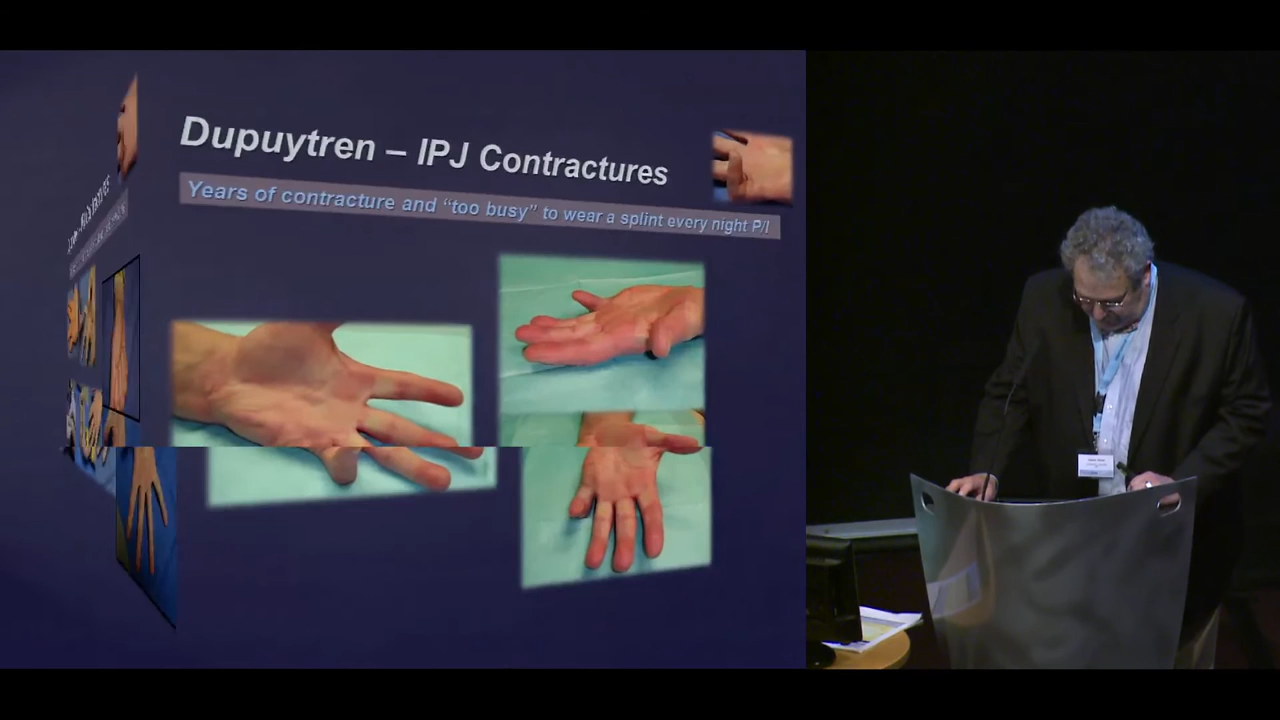 Dupuytren – IPJ Contractures
Years of contracture and “too busy” to wear a splint every night P/I